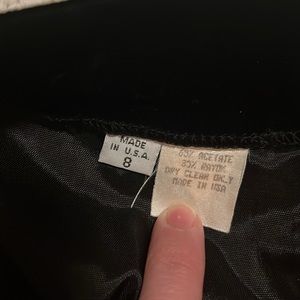 MADE
IN U.S.A.
8
65% ACETATE
35% RAYON
DRY CLEAN ONLY
MADE IN USA